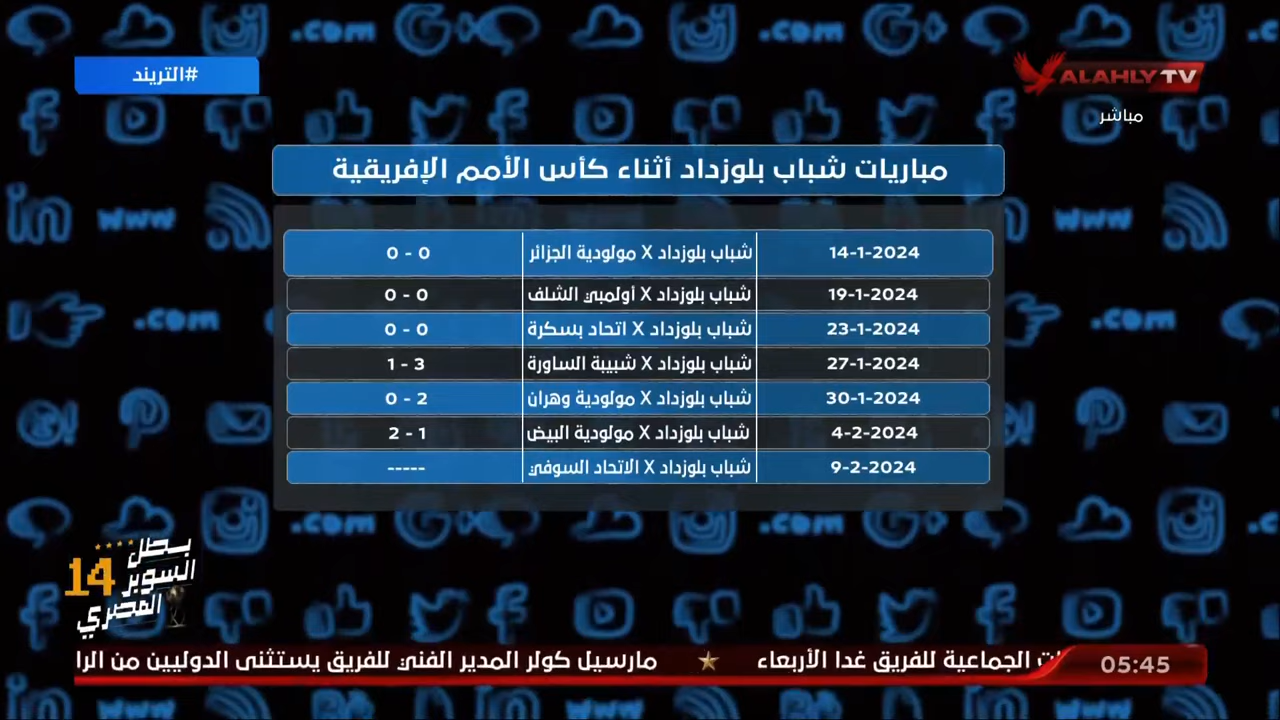 #التريند
ALAHLY TV
مباشر
مباريات شباب بلوزداد أثناء كأس الأمم الإفريقية
14-1-2024 شباب بلوزداد X مولودية الجزائر 0 - 0
19-1-2024 شباب بلوزداد X أولمبي الشلف 0 - 0
23-1-2024 شباب بلوزداد X اتحاد بسكرة 0 - 0
27-1-2024 شباب بلوزداد X شبيبة الساورة 1 - 3
30-1-2024 شباب بلوزداد X مولودية وهران 0 - 2
4-2-2024 شباب بلوزداد X مولودية البيض 2 - 1
9-2-2024 شباب بلوزداد X الاتحاد السوفي -----
بطل
السوبر 14
المصري
05:45 ات الجماعية للفريق غدا الأربعاء ★ مارسيل كولر المدير الفني للفريق يستثنى الدوليين من الرا